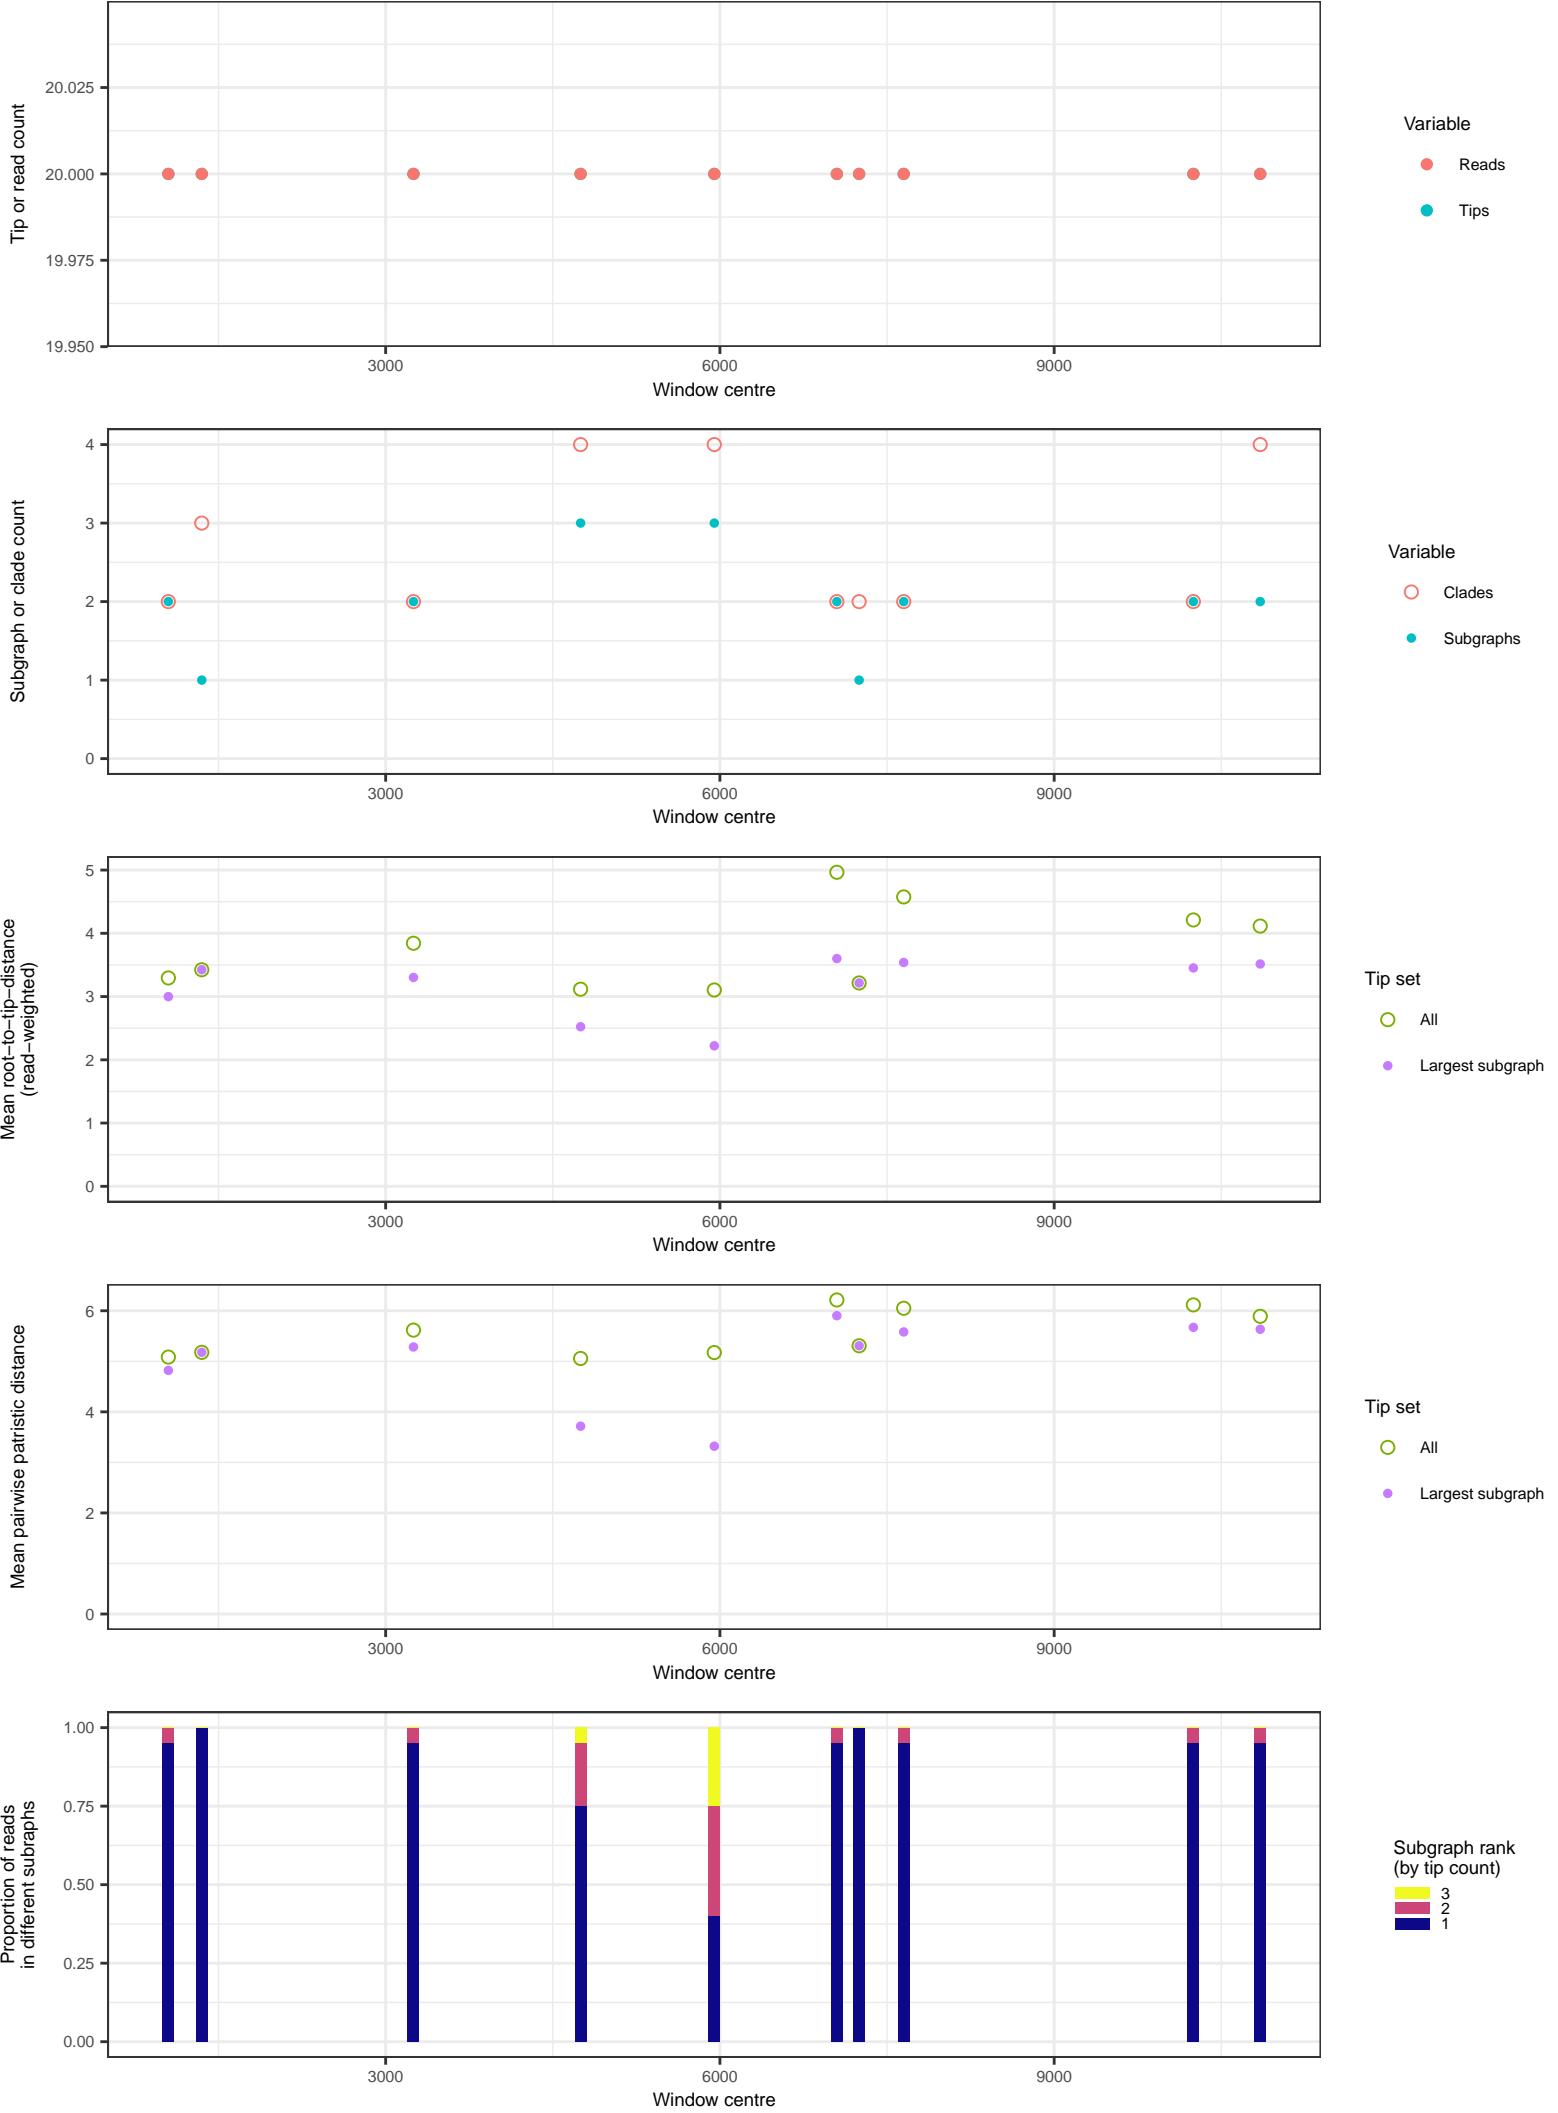 20.025
20.000
19.975
19.950
Tip or read count
3000
6000
9000
Window centre
Variable
Reads
Tips
4
3
2
1
0
Subgraph or clade count
3000
6000
9000
Window centre
Variable
Clades
Subgraphs
5
4
3
2
1
0
Mean root−to−tip−distance
(read−weighted)
3000
6000
9000
Window centre
Tip set
All
Largest subgraph
6
4
2
0
Mean pairwise patristic distance
3000
6000
9000
Window centre
Tip set
All
Largest subgraph
1.00
0.75
0.50
0.25
0.00
Proportion of reads
in different subraphs
3000
6000
9000
Window centre
Subgraph rank
(by tip count)
3
2
1